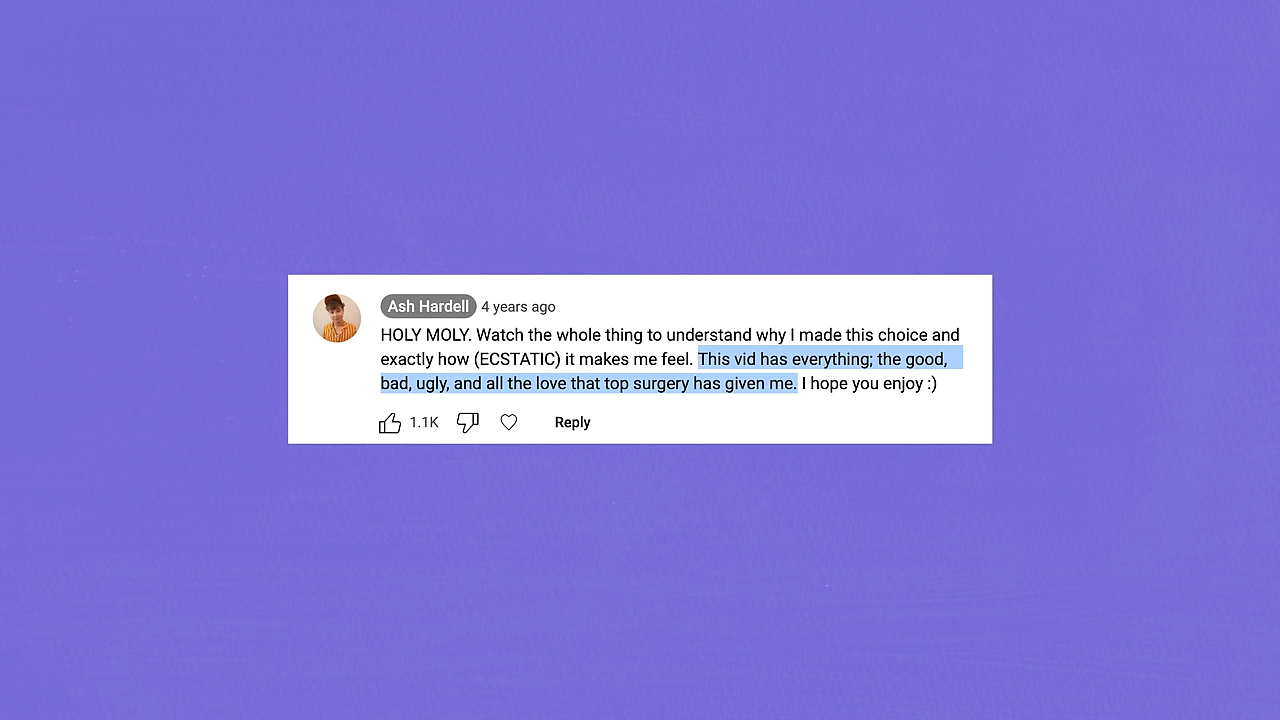 Ash Hardell 4 years ago
HOLY MOLY. Watch the whole thing to understand why I made this choice and
exactly how (ECSTATIC) it makes me feel. This vid has everything; the good,
bad, ugly, and all the love that top surgery has given me. I hope you enjoy :)
1.1K Reply